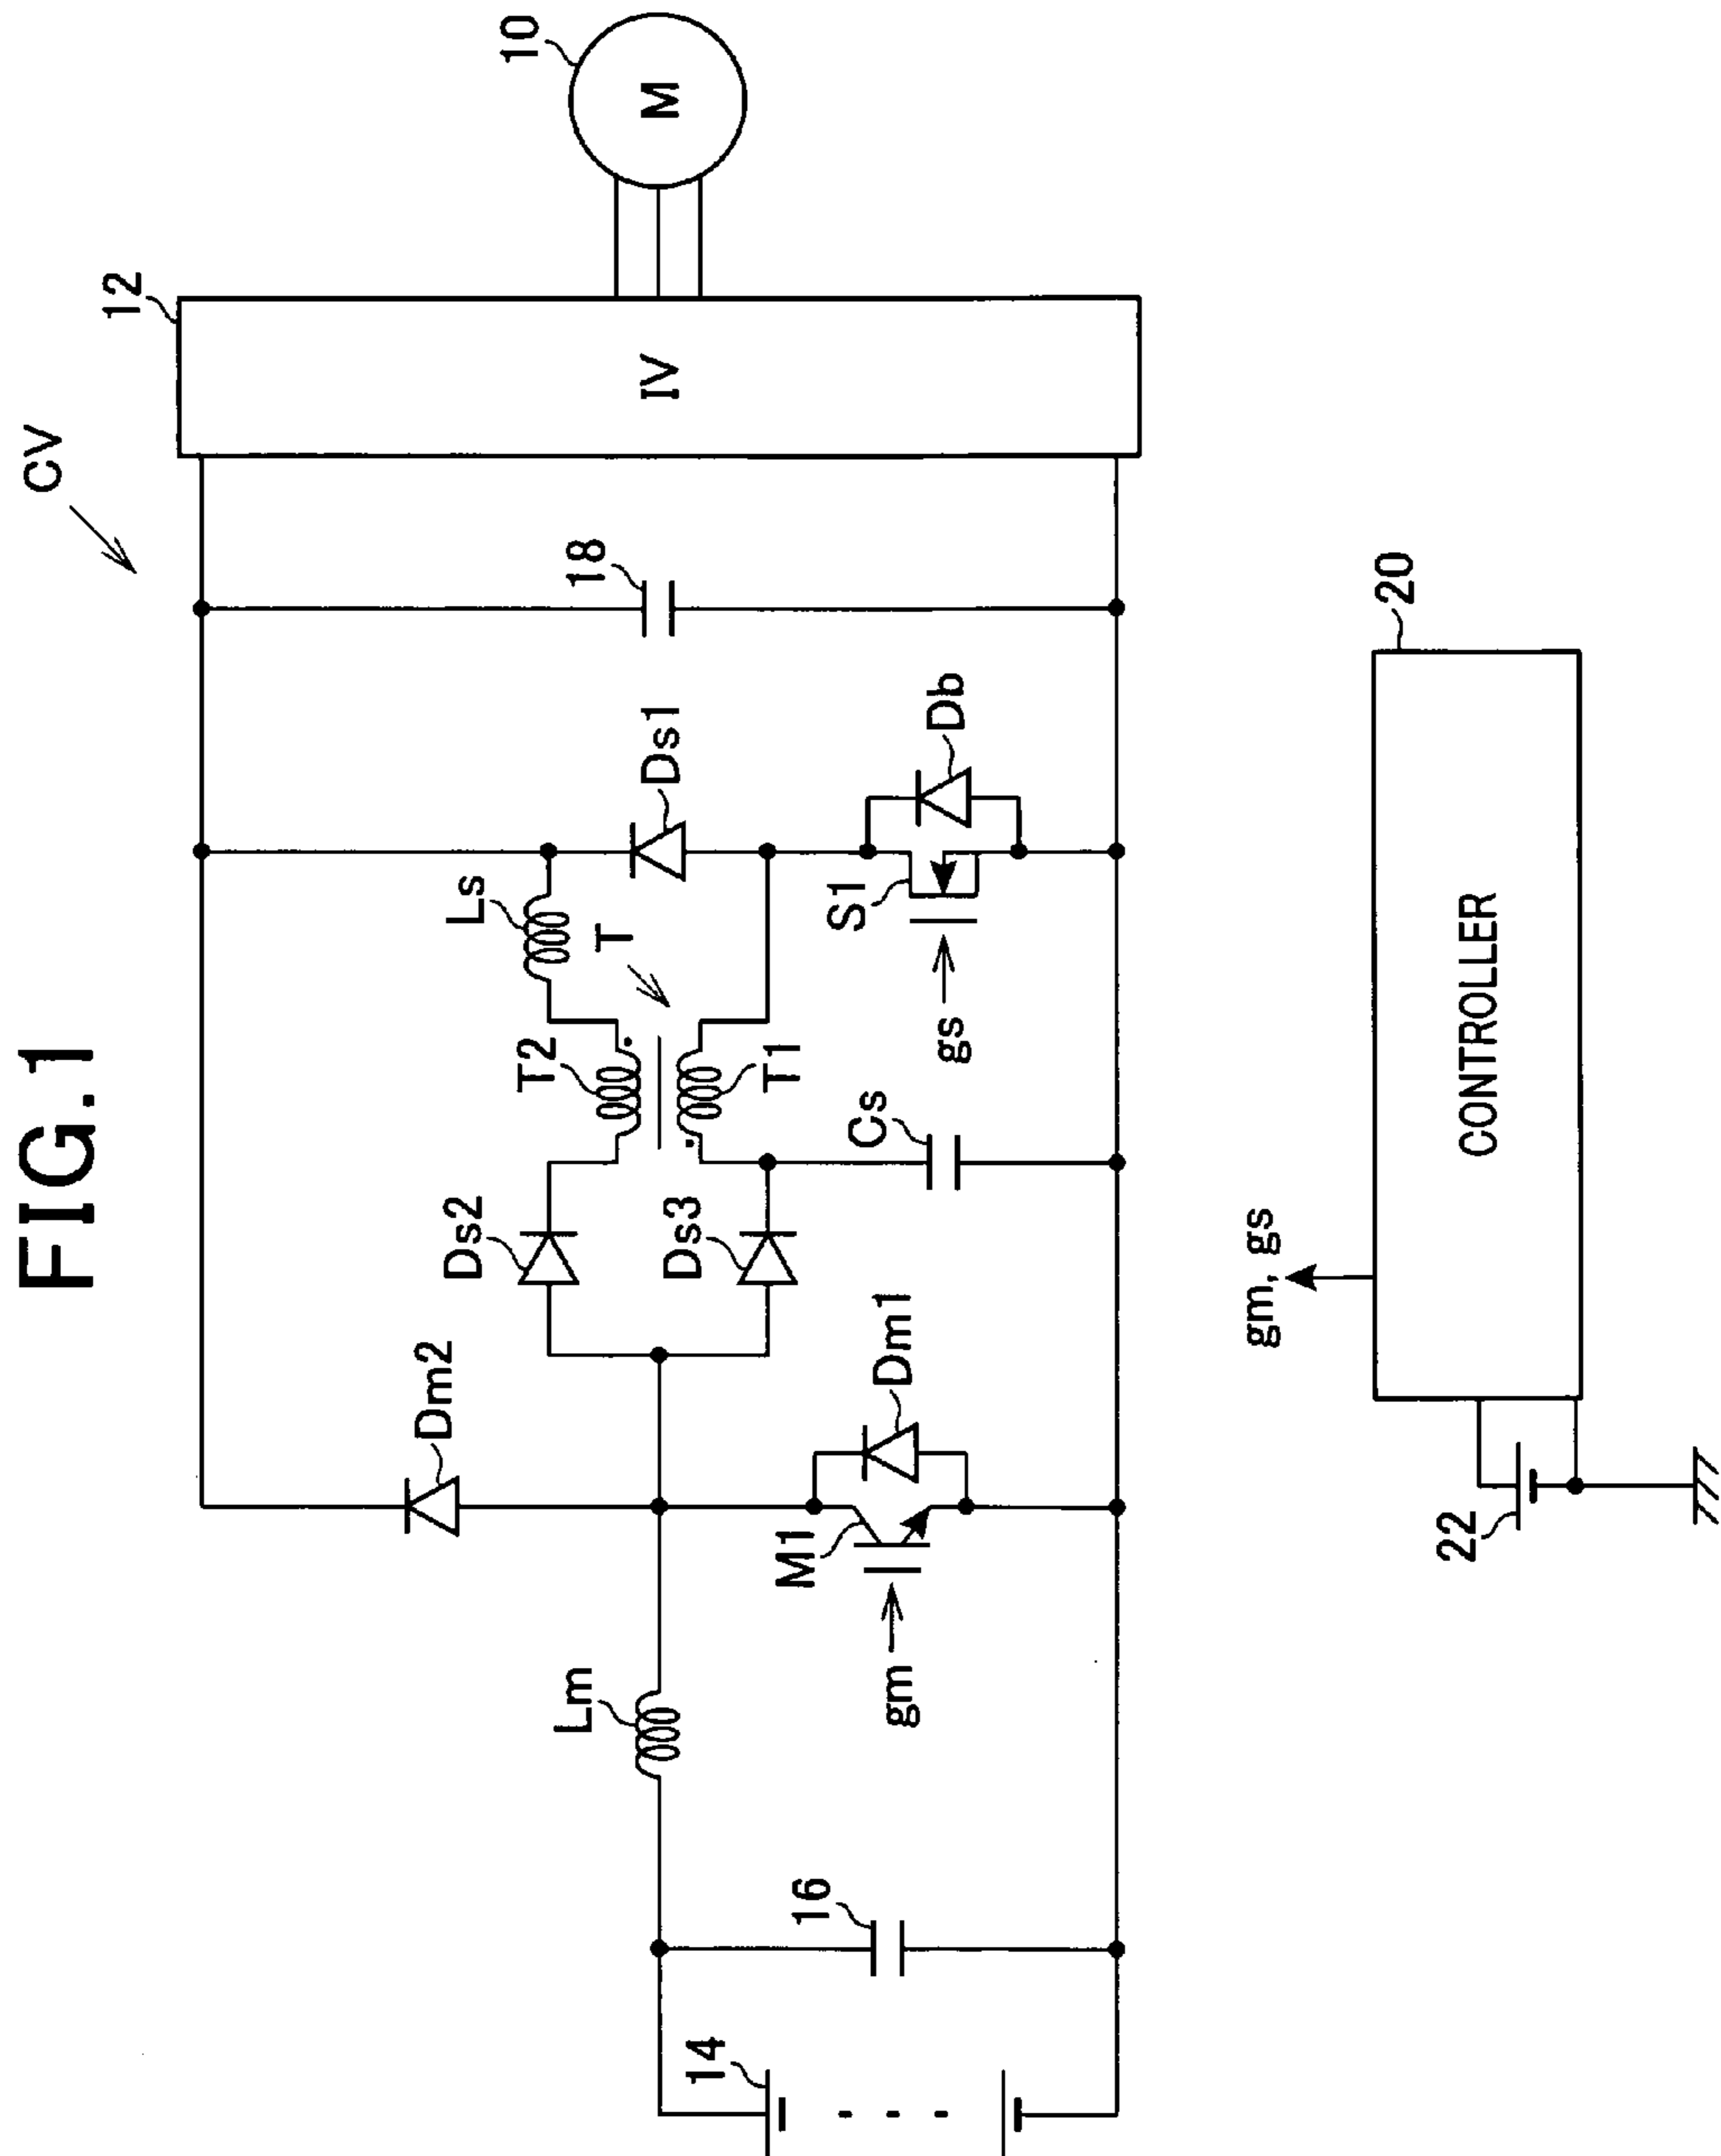 FIG.1
CV
12
10
M
IV
Dm2
Ds2
T2
Ls
T
Ds1
18
Lm
Ds3
T1
14
16
M1
Dm1
Cs
S1
Db
gm
gs
gm, gs
20
22
CONTROLLER